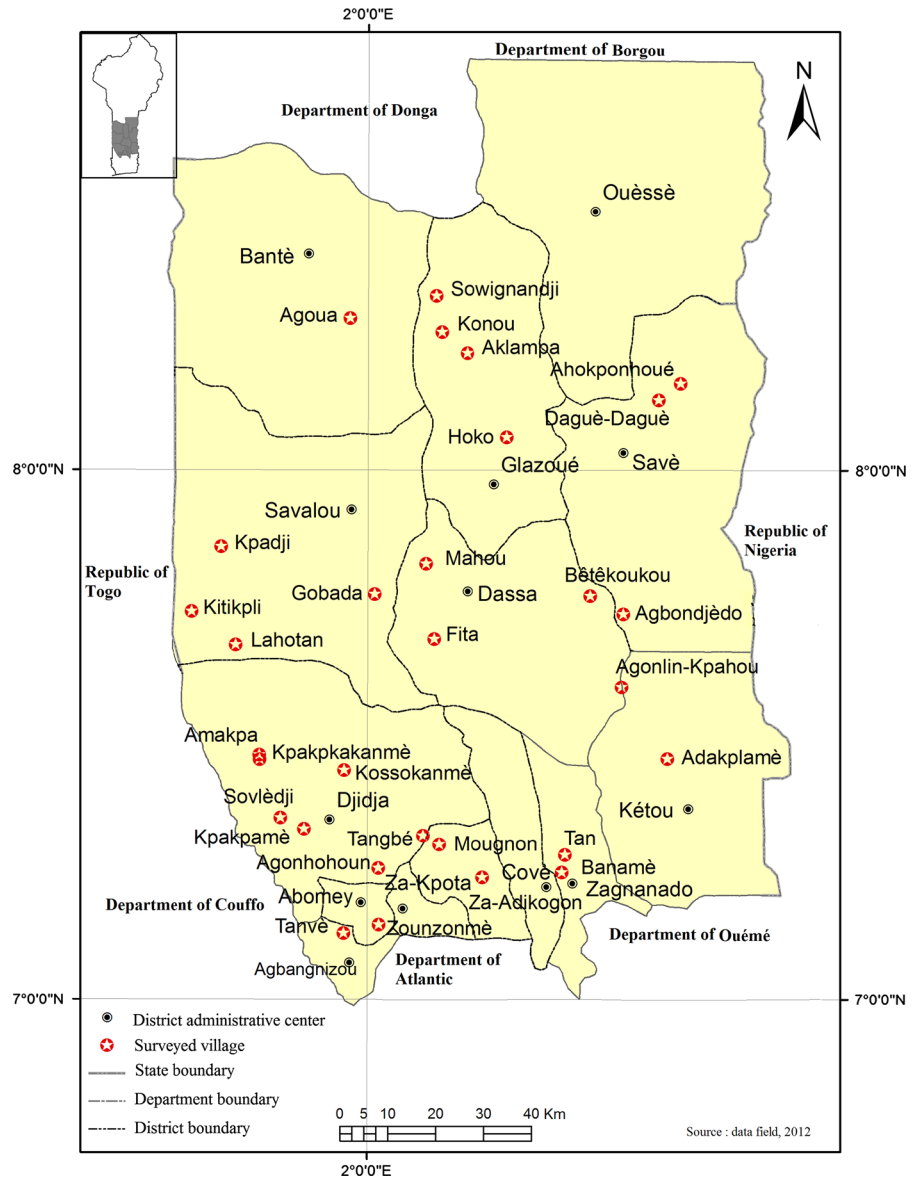 2°0'0"E
Department of Borgou
N
Department of Donga
Ouèssè
Bantè
Sowignandji
Agoua
Konou
Aklampa
Ahokponhoué
Daguè-Daguè
Hoko
Glazoué
Savè
8°0'0"N
8°0'0"N
Savalou
Republic of
Nigeria
Kpadji
Mahou
Republic of
Togo
Bêtêkoukou
Gobada
Dassa
Kitikpli
Agbondjèdo
Lahotan
Fita
Agonlin-Kpahou
Amakpa
Kpakpkakanmè
Adakplamè
Kossokanmè
Sovlèdji
Djidja
Kétou
Kpakpamè
Tangbé
Mougnon
Tan
Agonhohoun
Covè
Banamè
Za-Kpota
Zagnanado
Abomey
Za-Adikogon
Department of Couffo
Tanvè
Zounzonmè
Department of Ouémé
Department of
Atlantic
Agbangnizou
7°0'0"N
7°0'0"N
District administrative center
Surveyed village
State boundary
Department boundary
District boundary
0 5 10 20 30 40 Km
Source : data field, 2012
2°0'0"E